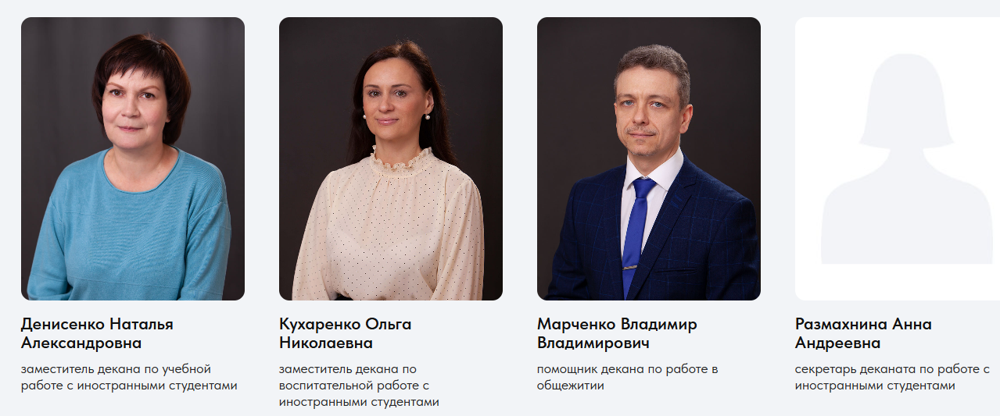 Денисенко Наталья
Александровна
заместитель декана по учебной
работе с иностранными студентами
Кухаренко Ольга
Николаевна
заместитель декана по
воспитательной работе с
иностранными студентами
Марченко Владимир
Владимирович
помощник декана по работе в
общежитии
Размахнина Анна
Андреевна
секретарь деканата по работе с
иностранными студентами